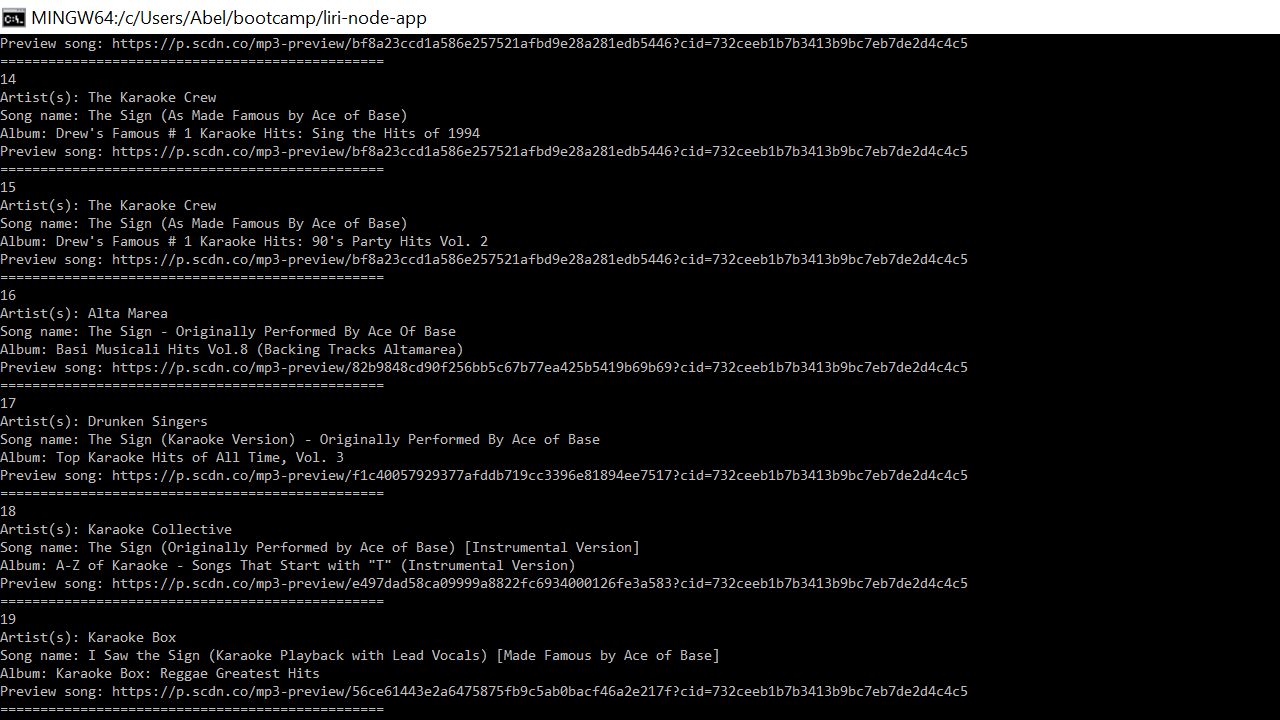 MINGW64:/c/Users/Abel/bootcamp/liri-node-app
Preview song: https://p.scdn.co/mp3-preview/bf8a23ccd1a586e257521afbd9e28a281edb5446?cid=732ceeb1b7b3413b9bc7eb7de2d4c4c5
================================================
14
Artist(s): The Karaoke Crew
Song name: The Sign (As Made Famous by Ace of Base)
Album: Drew's Famous # 1 Karaoke Hits: Sing the Hits of 1994
Preview song: https://p.scdn.co/mp3-preview/bf8a23ccd1a586e257521afbd9e28a281edb5446?cid=732ceeb1b7b3413b9bc7eb7de2d4c4c5
================================================
15
Artist(s): The Karaoke Crew
Song name: The Sign (As Made Famous By Ace of Base)
Album: Drew's Famous # 1 Karaoke Hits: 90's Party Hits Vol. 2
Preview song: https://p.scdn.co/mp3-preview/bf8a23ccd1a586e257521afbd9e28a281edb5446?cid=732ceeb1b7b3413b9bc7eb7de2d4c4c5
================================================
16
Artist(s): Alta Marea
Song name: The Sign - Originally Performed By Ace Of Base
Album: Basi Musicali Hits Vol.8 (Backing Tracks Altamarea)
Preview song: https://p.scdn.co/mp3-preview/82b9848cd90f256bb5c67b77ea425b5419b69b69?cid=732ceeb1b7b3413b9bc7eb7de2d4c4c5
================================================
17
Artist(s): Drunken Singers
Song name: The Sign (Karaoke Version) - Originally Performed By Ace of Base
Album: Top Karaoke Hits of All Time, Vol. 3
Preview song: https://p.scdn.co/mp3-preview/f1c40057929377afddb719cc3396e81894ee7517?cid=732ceeb1b7b3413b9bc7eb7de2d4c4c5
================================================
18
Artist(s): Karaoke Collective
Song name: The Sign (Originally Performed by Ace of Base) [Instrumental Version]
Album: A-Z of Karaoke - Songs That Start with "T" (Instrumental Version)
Preview song: https://p.scdn.co/mp3-preview/e497dad58ca09999a8822fc6934000126fe3a583?cid=732ceeb1b7b3413b9bc7eb7de2d4c4c5
================================================
19
Artist(s): Karaoke Box
Song name: I Saw the Sign (Karaoke Playback with Lead Vocals) [Made Famous by Ace of Base]
Album: Karaoke Box: Reggae Greatest Hits
Preview song: https://p.scdn.co/mp3-preview/56ce61443e2a6475875fb9c5ab0bacf46a2e217f?cid=732ceeb1b7b3413b9bc7eb7de2d4c4c5
================================================